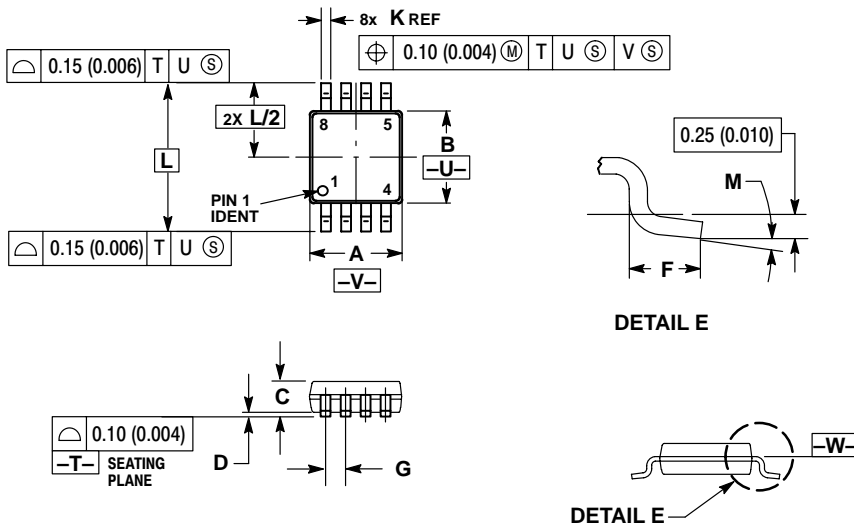 8x K REF
⌖ 0.10 (0.004) Ⓜ T U Ⓢ V Ⓢ
⌓ 0.15 (0.006) T U Ⓢ
2X L/2
L
8
5
B
–U–
1
4
PIN 1
IDENT
⌓ 0.15 (0.006) T U Ⓢ
A
–V–
0.25 (0.010)
M
F
DETAIL E
C
⌓ 0.10 (0.004)
–T– SEATING
PLANE
D
G
–W–
DETAIL E